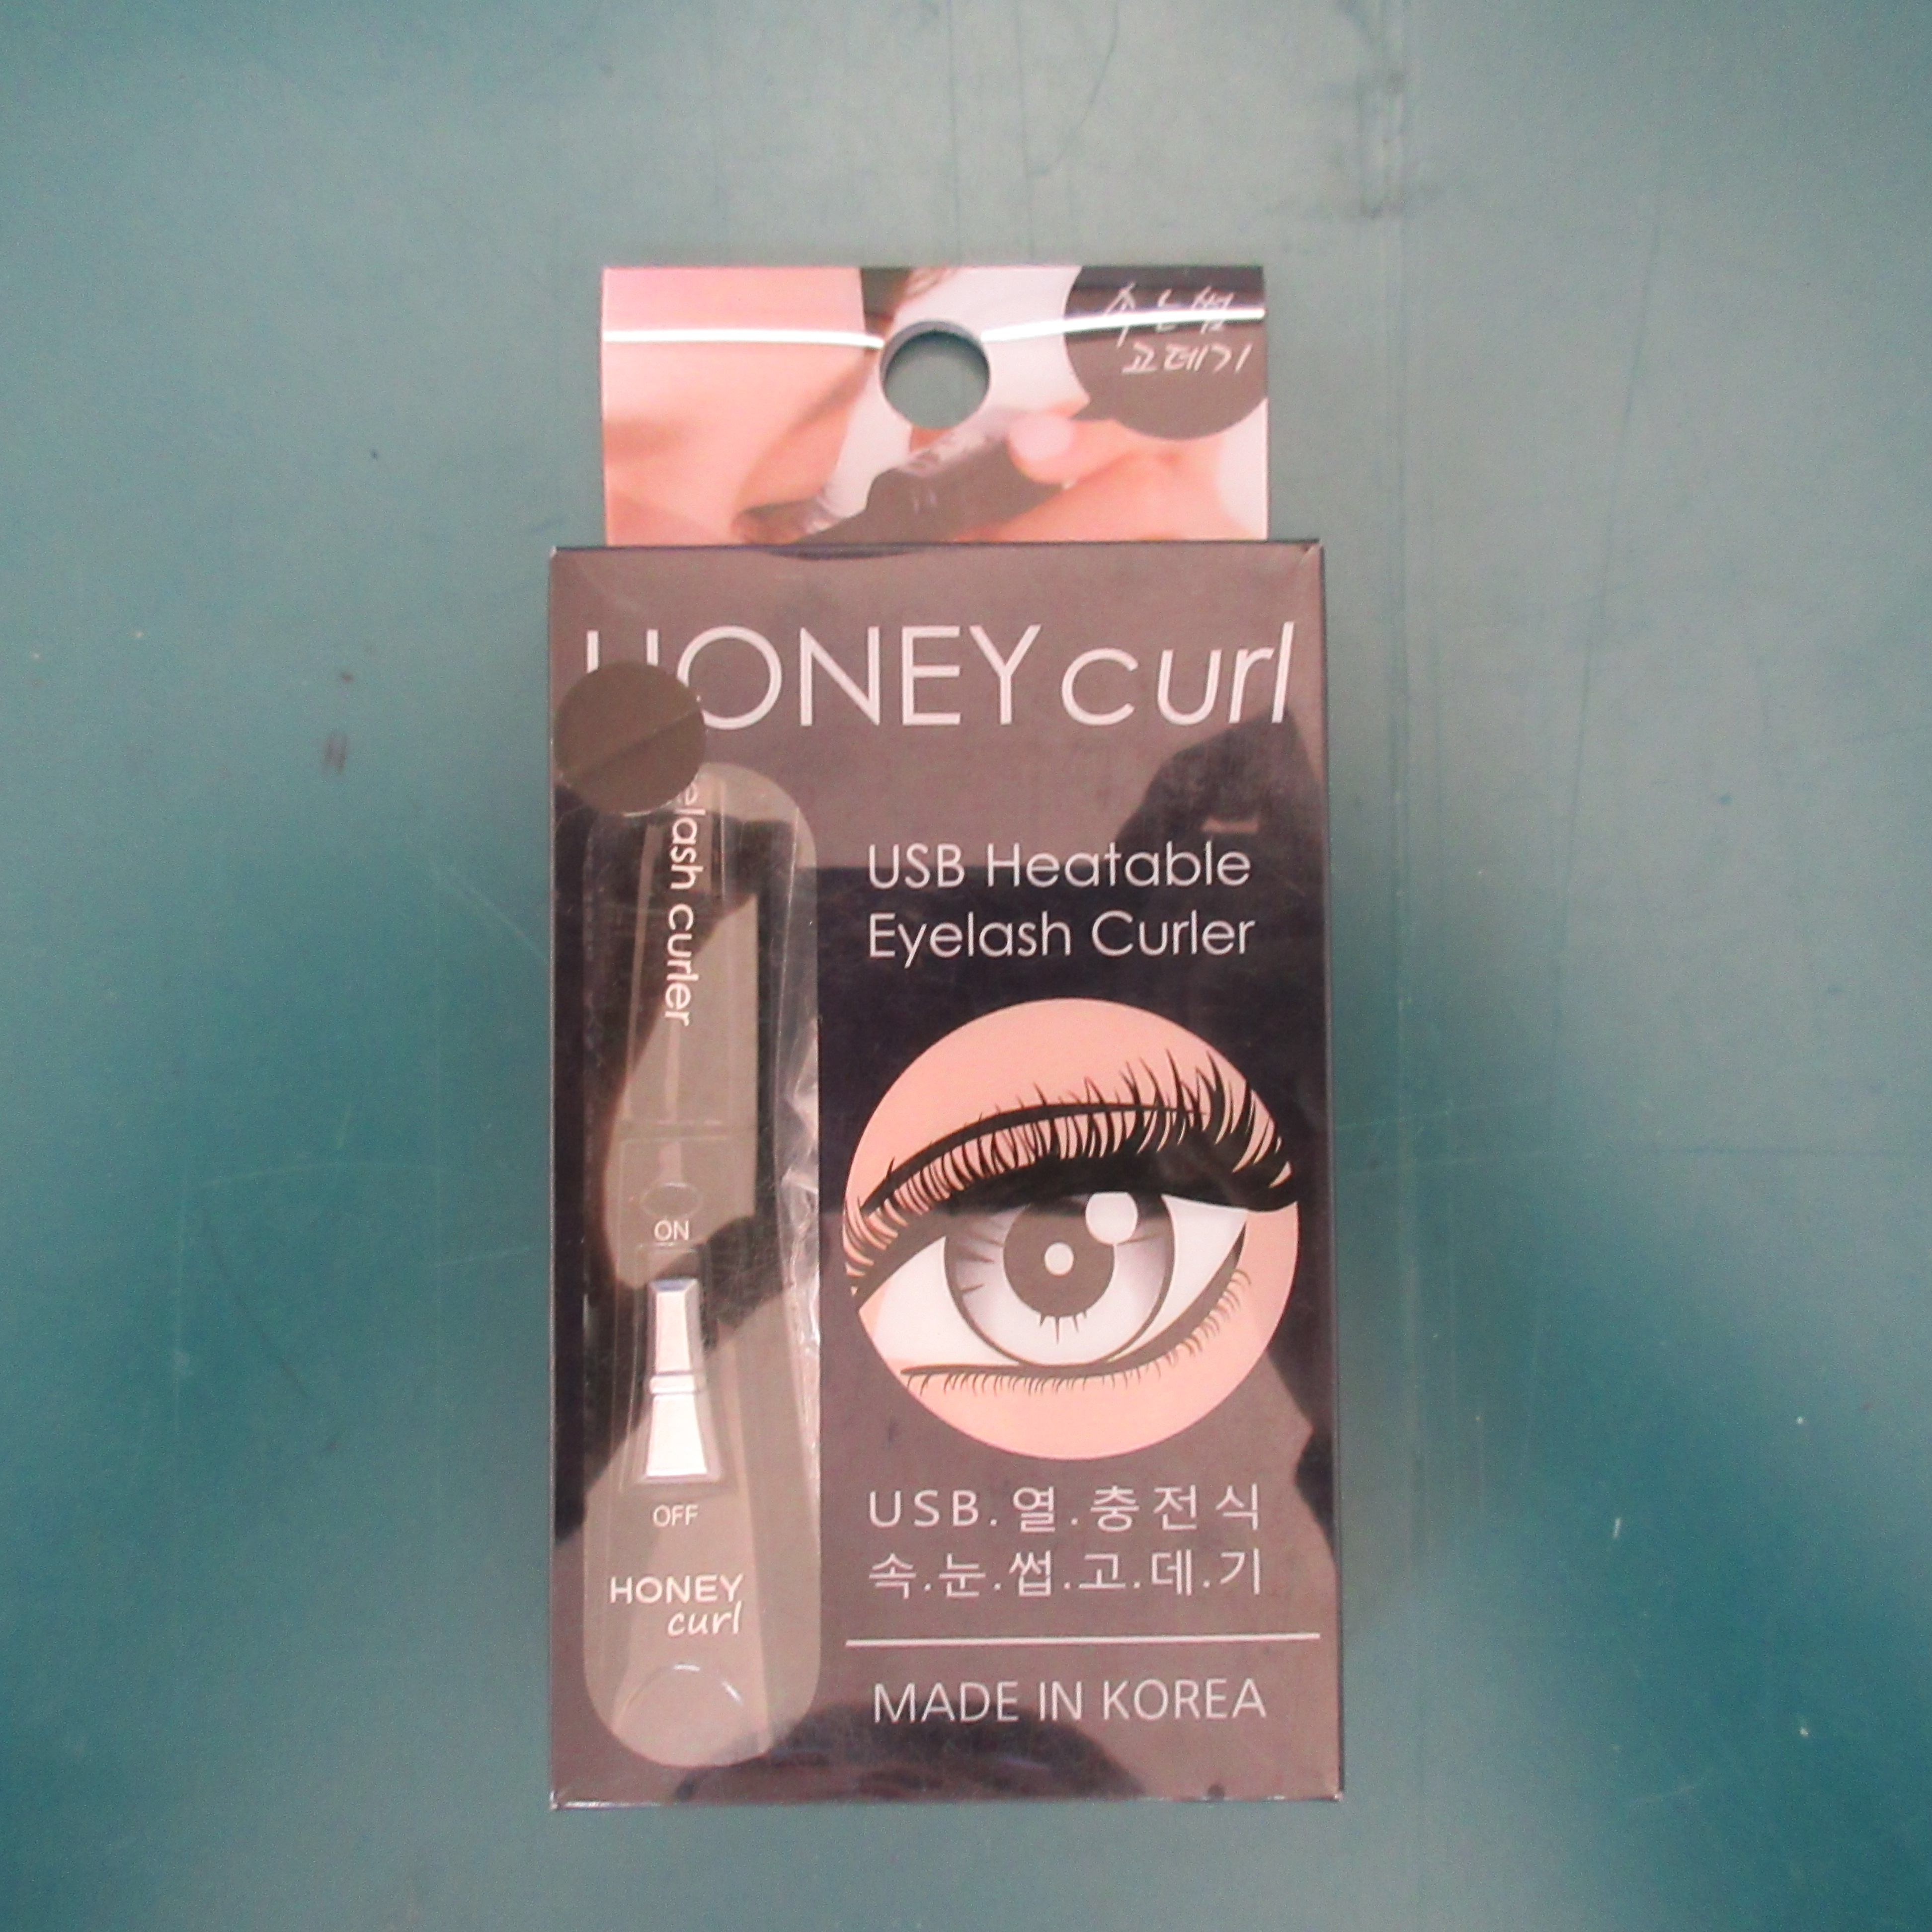 속눈썹
고데기
HONEY curl
elash curler
USB Heatable
Eyelash Curler
ON
OFF
HONEY
curl
USB.열.충전식
속.눈.썹.고.데.기
MADE IN KOREA